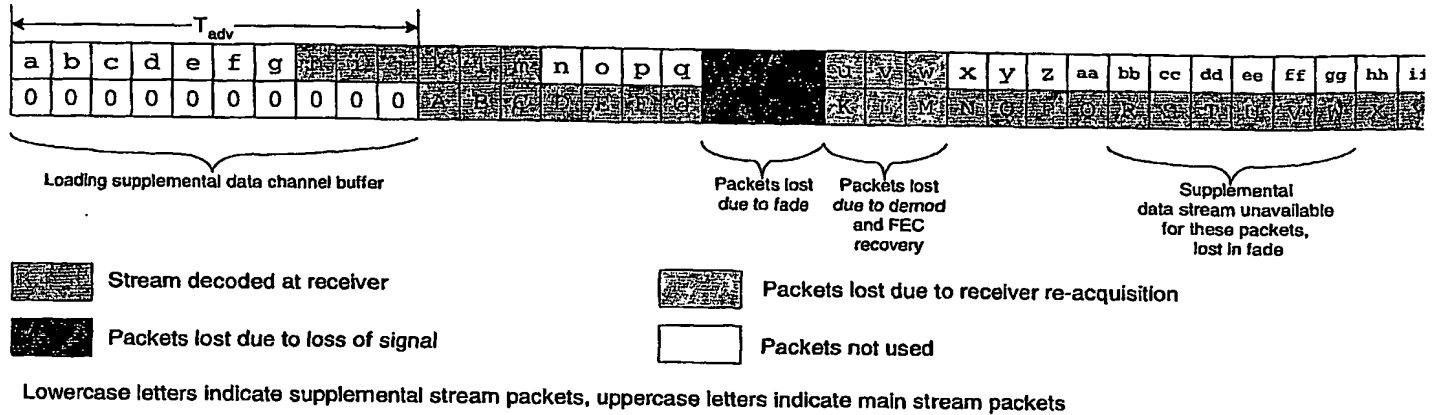 T_adv
a b c d e f g k l m n o p q u v w x y z aa bb cc dd ee ff gg hh ii
0 0 0 0 0 0 0 0 0 0 A B C D E F G K L M N O P Q R S T U V W X
Loading supplemental data channel buffer
Packets lost
due to fade
Packets lost
due to demod
and FEC
recovery
Supplemental
data stream unavailable
for these packets,
lost in fade
Stream decoded at receiver
Packets lost due to receiver re-acquisition
Packets lost due to loss of signal
Packets not used
Lowercase letters indicate supplemental stream packets, uppercase letters indicate main stream packets